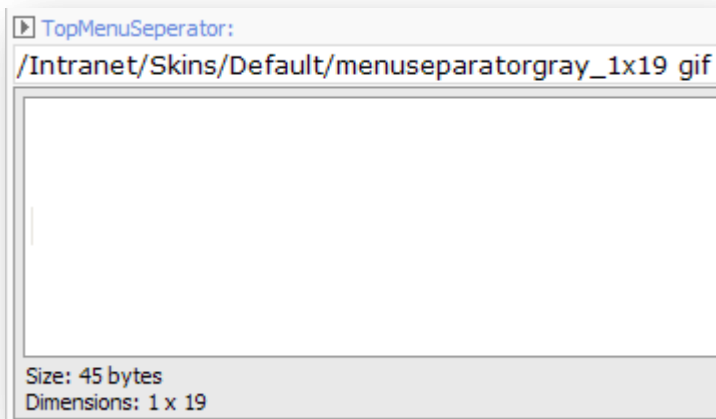 TopMenuSeperator:
/Intranet/Skins/Default/menuseparatorgray_1x19 gif
Size: 45 bytes
Dimensions: 1 x 19